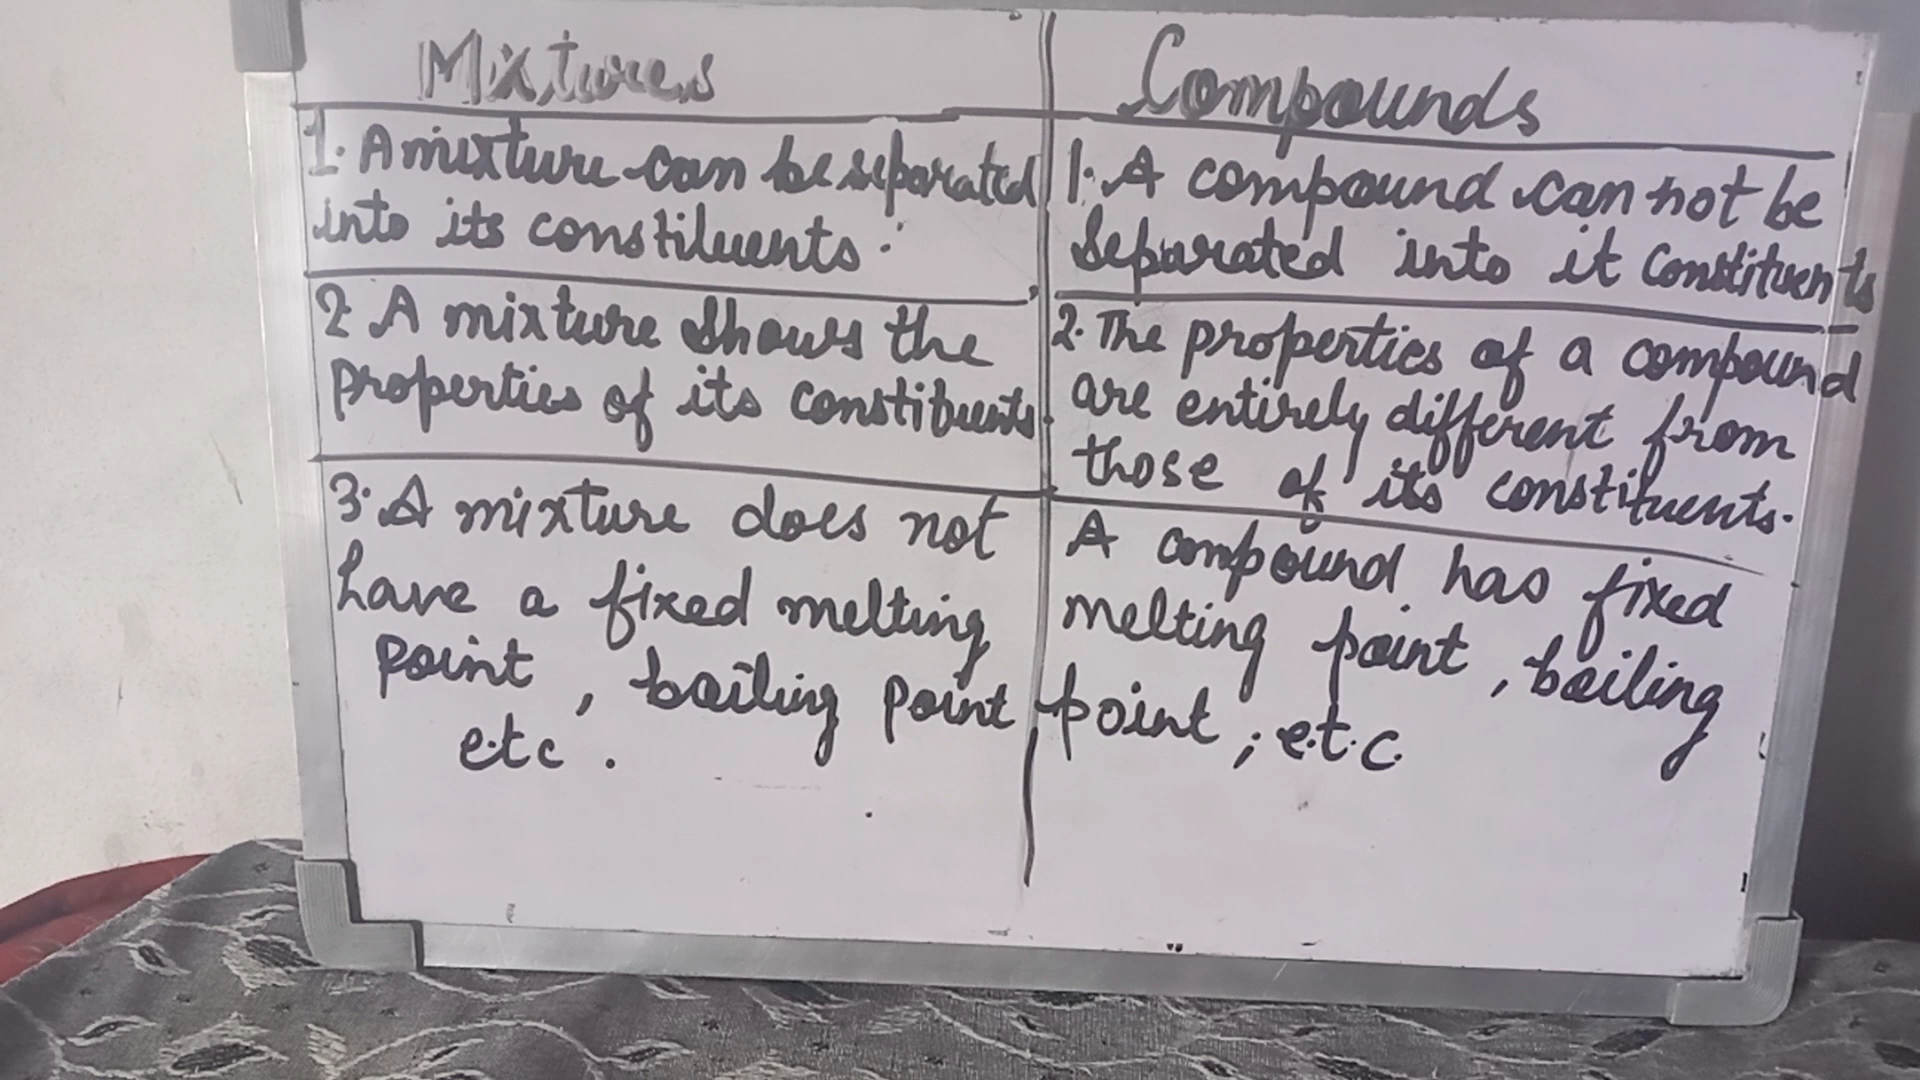 Mixtures
1. A mixture can be separated
into its constiluents.
2 A mixture shows the
properties of its constituents.
3. A mixture does not
have a fixed melting
point, boiling point
etc.
Compounds
1. A compound can not be
Separated into it Constituents
2. The properties of a compound
are entirely different from
those of its constituents.
A compound has fixed
melting point, boiling
point, e.t.c.